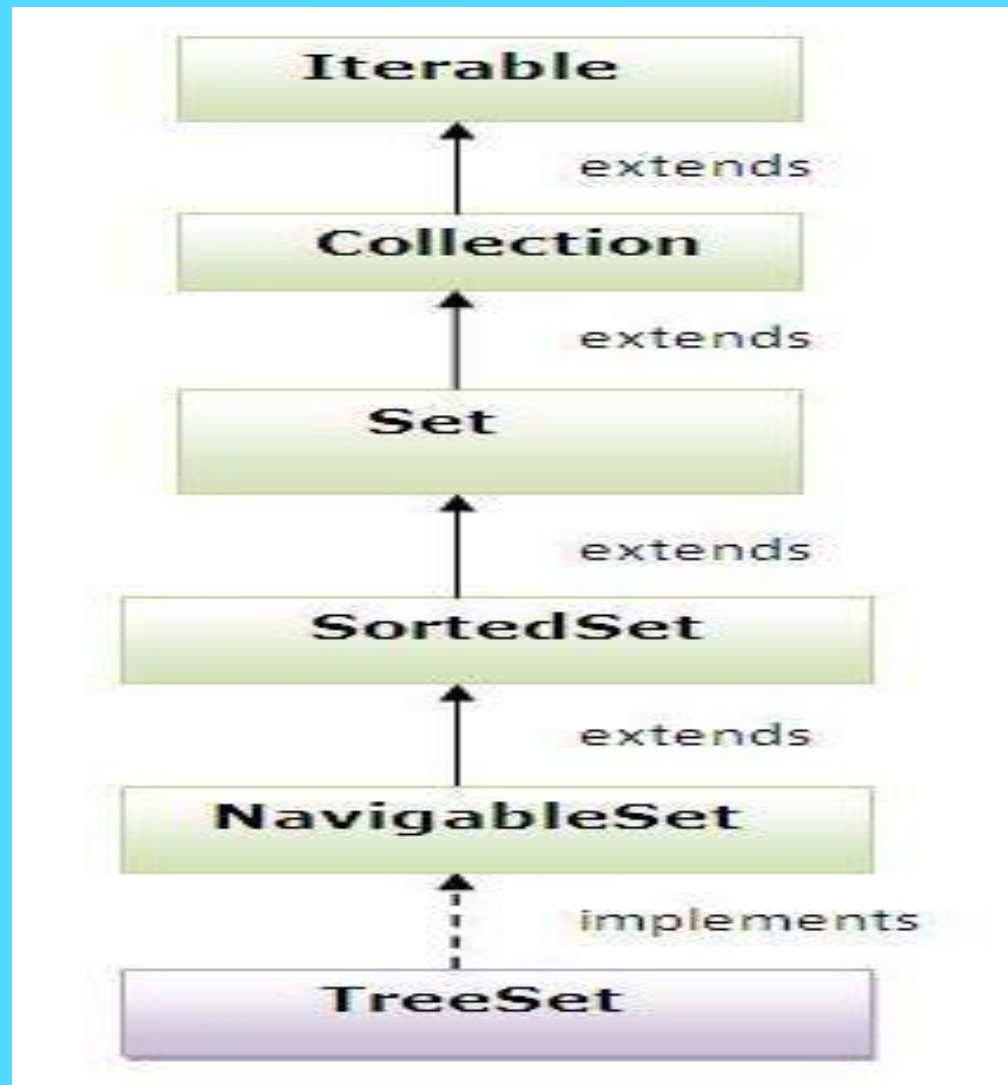 Iterable
extends
Collection
extends
Set
extends
SortedSet
extends
NavigableSet
implements
TreeSet